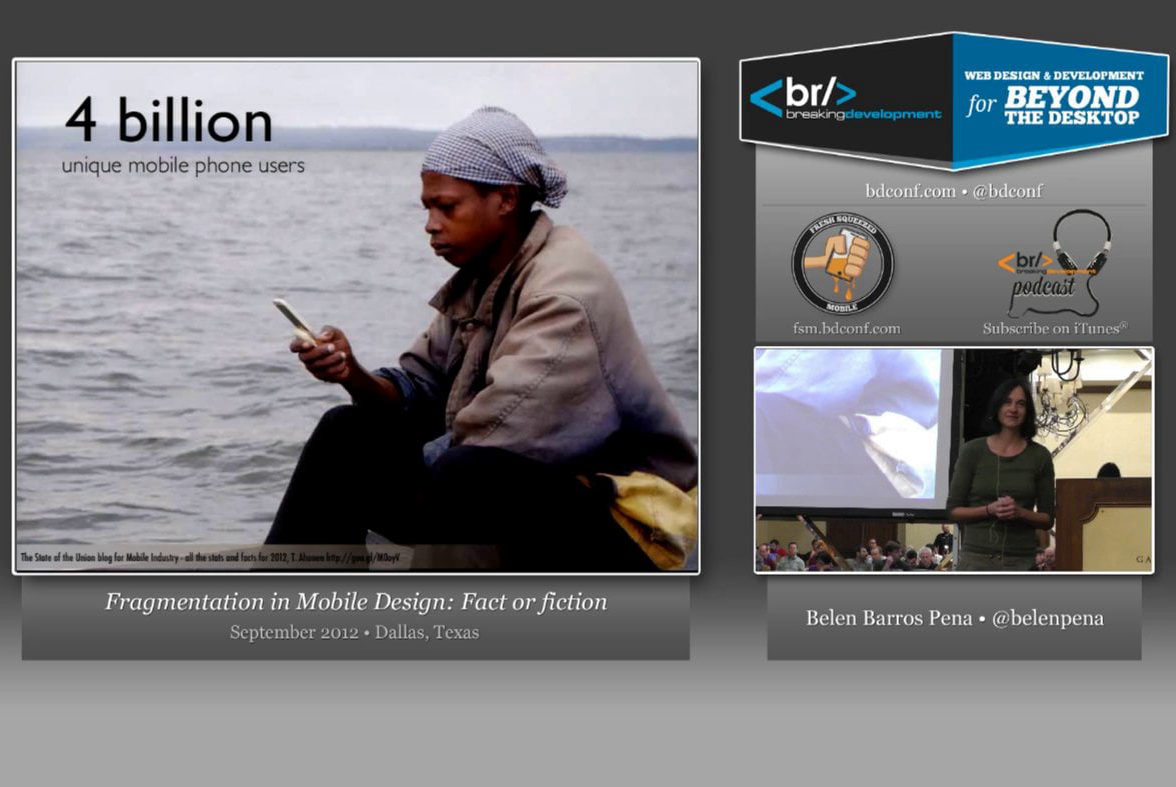 4 billion
unique mobile phone users
The State of the Union blog for Mobile Industry - all the stats and facts for 2012, T. Ahonen http://goo.gl/
Fragmentation in Mobile Design: Fact or fiction
September 2012 • Dallas, Texas
<br/>
breakingdevelopment
WEB DESIGN & DEVELOPMENT
for BEYOND
THE DESKTOP
bdconf.com • @bdconf
FRESH SQUEEZED
MOBILE
fsm.bdconf.com
<br/>
breakingdevelopment
podcast
Subscribe on iTunes®
GA
Belen Barros Pena • @belenpena